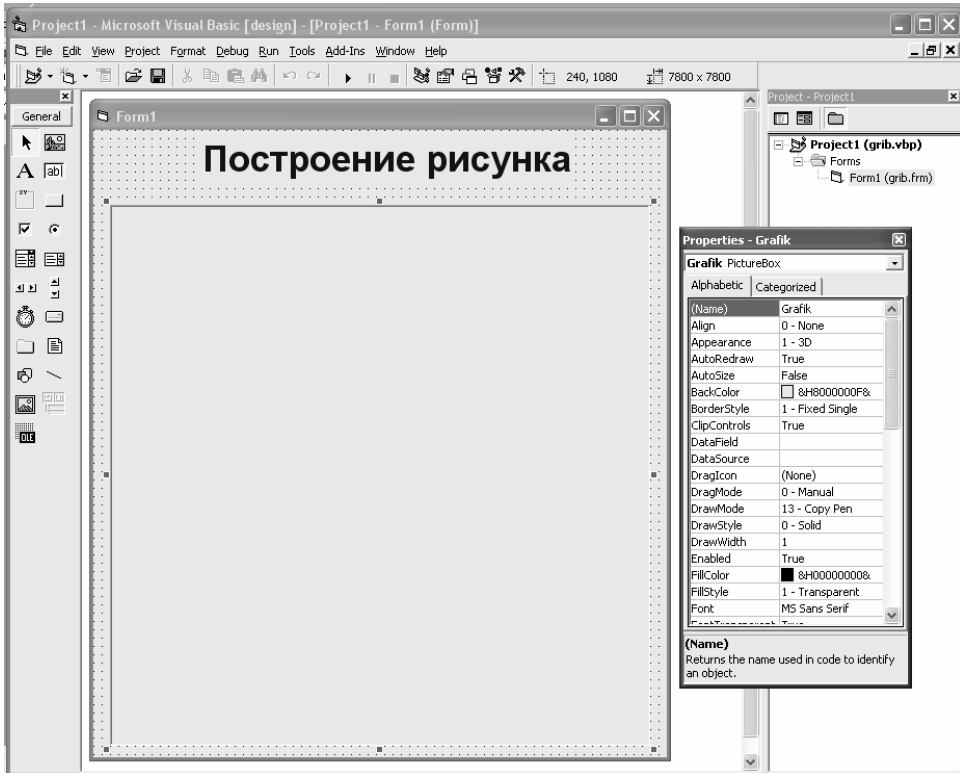 Project1 - Microsoft Visual Basic [design] - [Project1 - Form1 (Form)]
File Edit View Project Format Debug Run Tools Add-Ins Window Help
240, 1080 7800 x 7800
General
A ab|
XY
OLE
Form1
Построение рисунка
Project - Project1
Project1 (grib.vbp)
Forms
Form1 (grib.frm)
Properties - Grafik
Grafik PictureBox
Alphabetic Categorized
(Name) Grafik
Align 0 - None
Appearance 1 - 3D
AutoRedraw True
AutoSize False
BackColor &H8000000F&
BorderStyle 1 - Fixed Single
ClipControls True
DataField
DataSource
DragIcon (None)
DragMode 0 - Manual
DrawMode 13 - Copy Pen
DrawStyle 0 - Solid
DrawWidth 1
Enabled True
FillColor &H00000000&
FillStyle 1 - Transparent
Font MS Sans Serif
FontTransparent True
(Name)
Returns the name used in code to identify
an object.